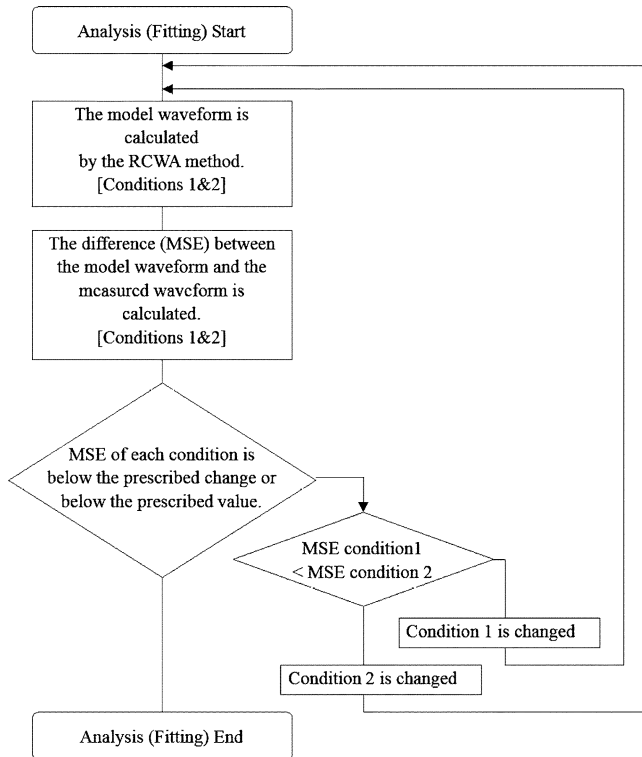 Analysis (Fitting) Start
The model waveform is
calculated
by the RCWA method.
[Conditions 1&2]
The difference (MSE) between
the model waveform and the
measured waveform is
calculated.
[Conditions 1&2]
MSE of each condition is
below the prescribed change or
below the prescribed value.
MSE condition1
< MSE condition 2
Condition 1 is changed
Condition 2 is changed
Analysis (Fitting) End